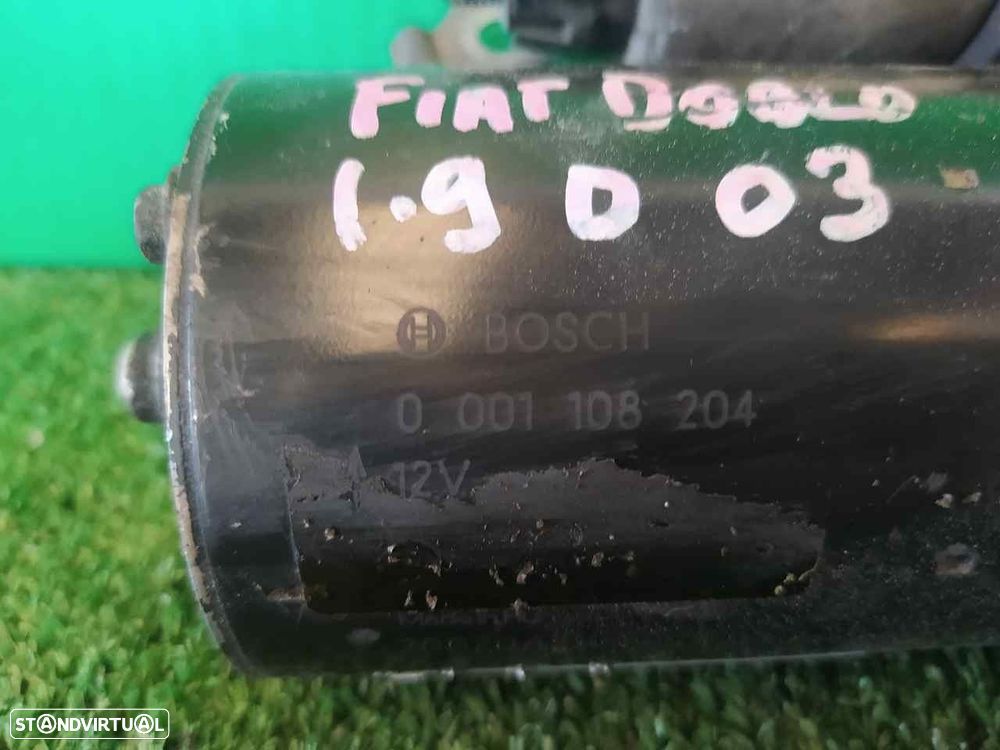 FIAT DOBLO
1.9 D 03
BOSCH
0 001 108 204
12V
STANDVIRTUAL